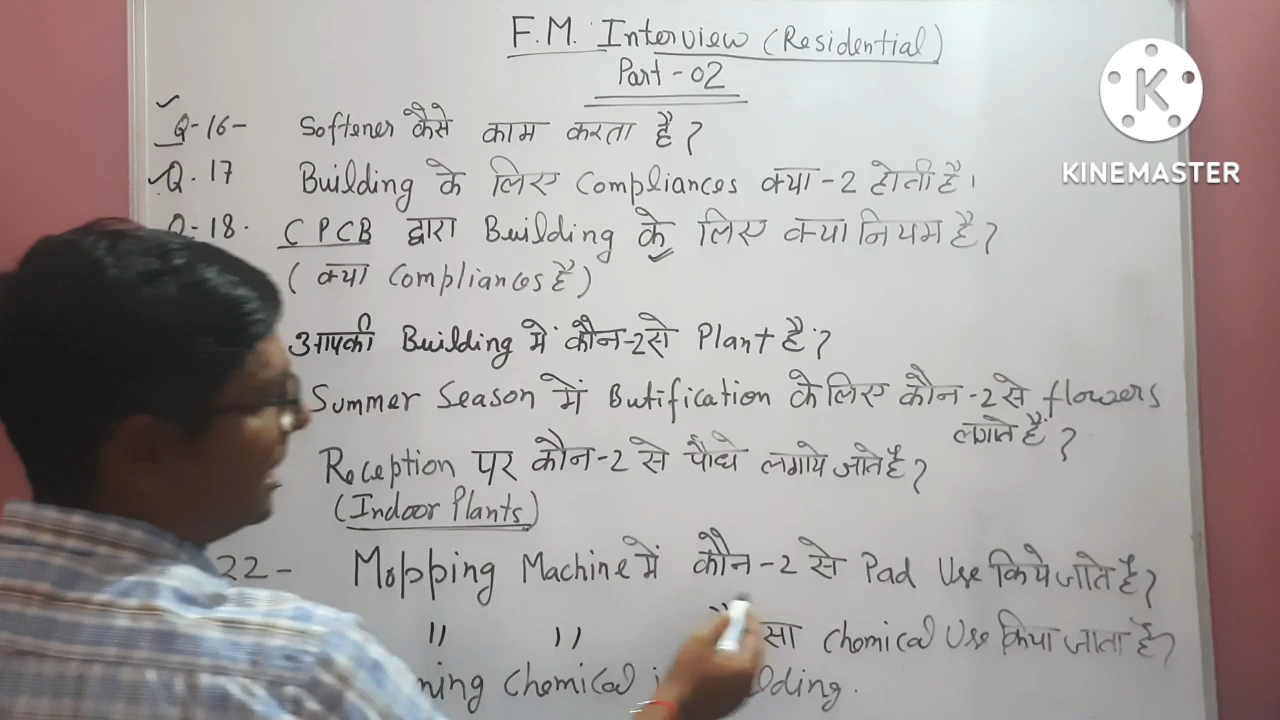 F.M. Interview (Residential)
Part-02
Q-16- Softener कैसे काम करता है?
Q.17 Building के लिए Compliances क्या-2 होती है।
Q-18. CPCB द्वारा Building के लिए क्या नियम है?
(क्या Compliances है)
आपकी Building में कौन-2 से Plant है?
Summer Season में Butification के लिए कौन-2 से flowers
लगाते हैं?
Reception पर कौन-2 से पौधे लगाये जाते है?
(Indoor Plants)
22- Mopping Machine में कौन-2 से Pad Use किये जाते है?
" " सा Chemical Use किया जाता है?
Chemical
K
KINEMASTER